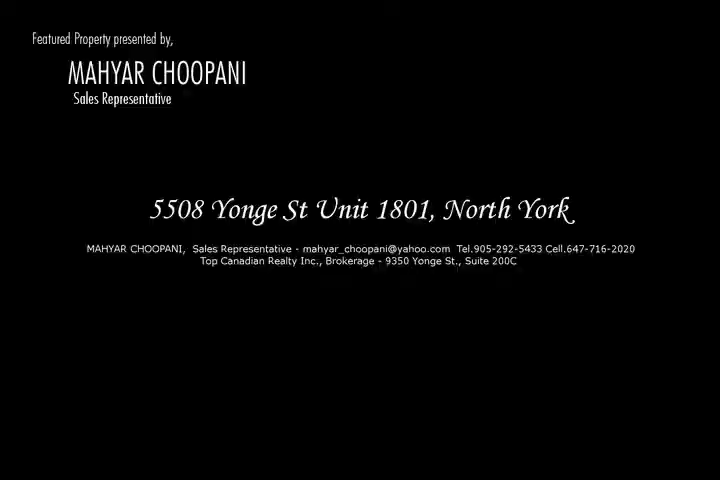 Featured Property presented by,
MAHYAR CHOOPANI
Sales Representative
5508 Yonge St Unit 1801, North York
MAHYAR CHOOPANI,  Sales Representative - mahyar_choopani@yahoo.com  Tel.905-292-5433 Cell.647-716-2020
Top Canadian Realty Inc., Brokerage - 9350 Yonge St., Suite 200C